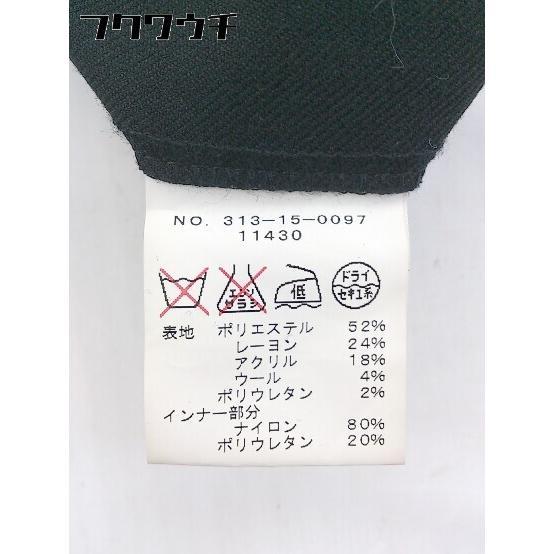 フクワウチ
NO. 313-15-0097
11430
エンソ
サラシ
低
ドライ
セキユ系
表地 ポリエステル 52%
レーヨン 24%
アクリル 18%
ウール 4%
ポリウレタン 2%
インナー部分
ナイロン 80%
ポリウレタン 20%